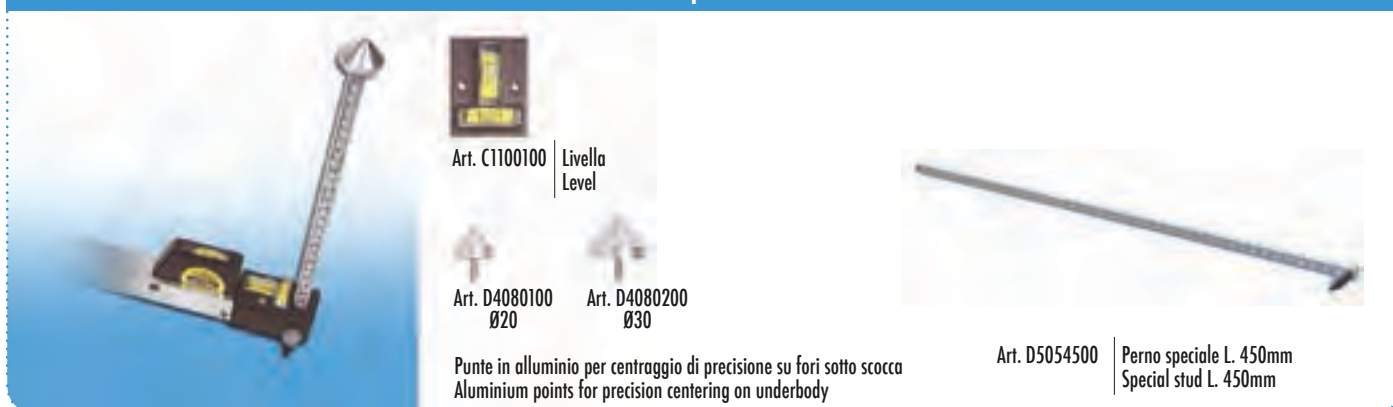 Art. C1100100
Livella
Level
Art. D4080100
Ø20
Art. D4080200
Ø30
Punte in alluminio per centraggio di precisione su fori sotto scocca
Aluminium points for precision centering on underbody
Art. D5054500
Perno speciale L. 450mm
Special stud L. 450mm